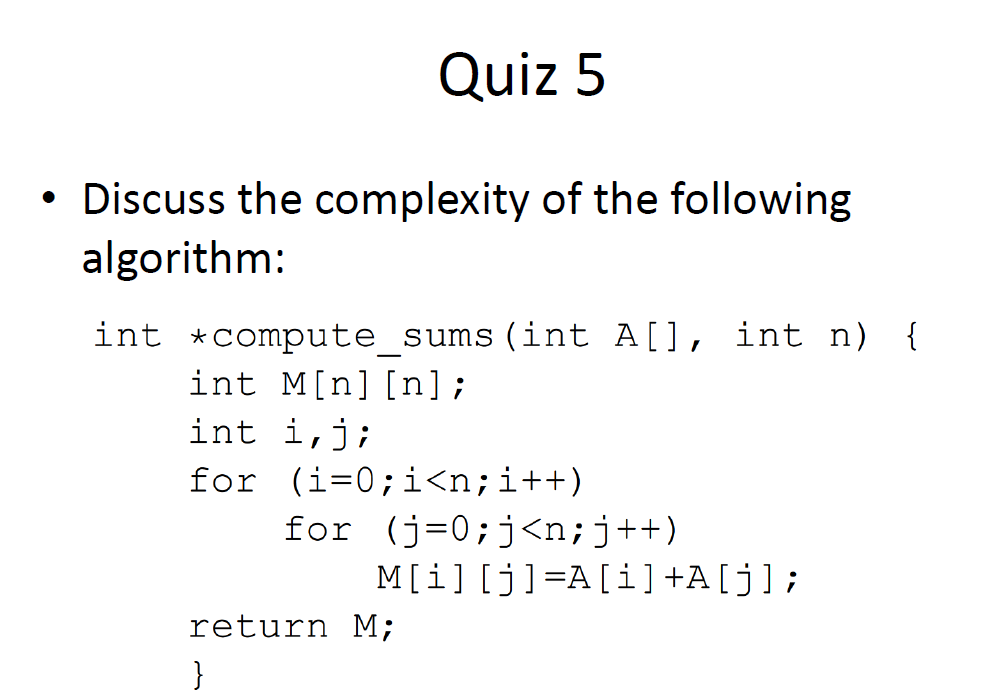 Quiz 5
• Discuss the complexity of the following
algorithm:
int *compute_sums(int A[], int n) {
int M[n][n];
int i,j;
for (i=0;i<n;i++)
for (j=0;j<n;j++)
M[i][j]=A[i]+A[j];
return M;
}